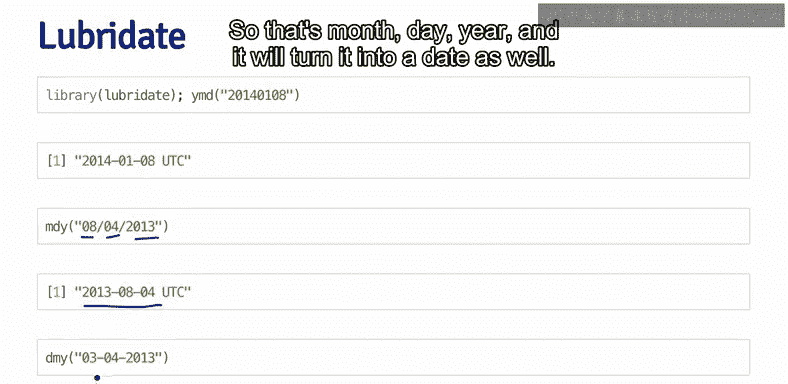 Lubridate
So that's month, day, year, and
it will turn it into a date as well.
library(lubridate); ymd("20140108")
[1] "2014-01-08 UTC"
mdy("08/04/2013")
[1] "2013-08-04 UTC"
dmy("03-04-2013")